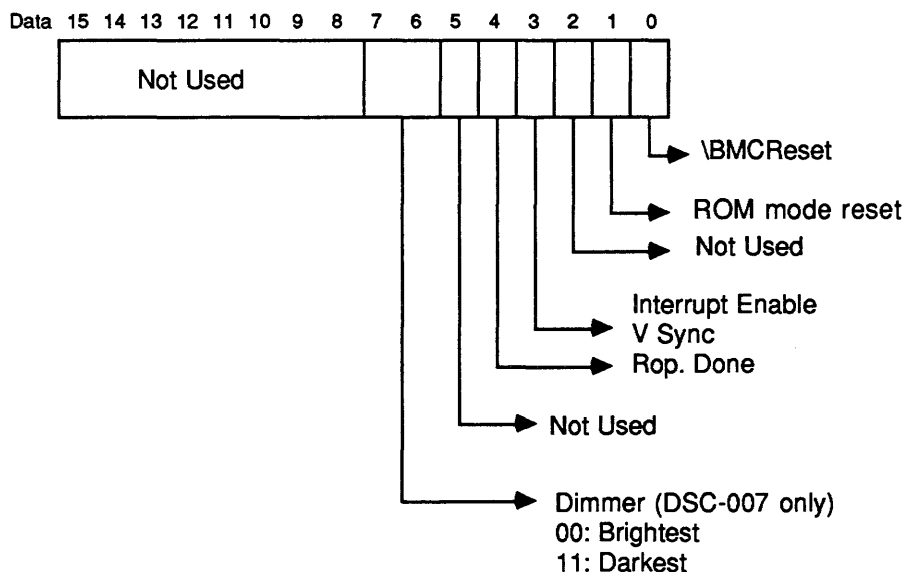 Data 15 14 13 12 11 10 9 8 7 6 5 4 3 2 1 0
Not Used
\BMCReset
ROM mode reset
Not Used
Interrupt Enable
V Sync
Rop. Done
Not Used
Dimmer (DSC-007 only)
00: Brightest
11: Darkest